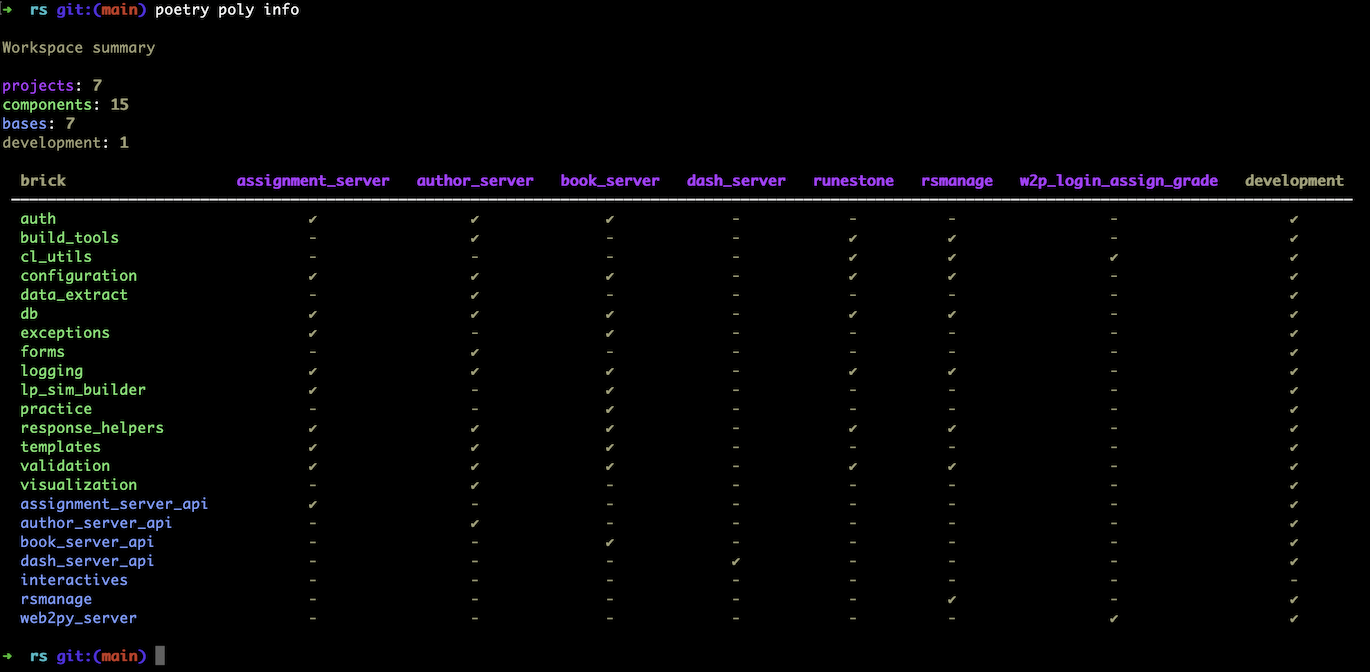 → rs git:(main) poetry poly info
Workspace summary
projects: 7
components: 15
bases: 7
development: 1
brick assignment_server author_server book_server dash_server runestone rsmanage w2p_login_assign_grade development
auth ✔ ✔ ✔ - - - - ✔
build_tools - ✔ - - ✔ ✔ - ✔
cl_utils - - - - ✔ ✔ ✔ ✔
configuration ✔ ✔ ✔ - ✔ ✔ - ✔
data_extract - ✔ - - - - - ✔
db ✔ ✔ ✔ - ✔ ✔ - ✔
exceptions ✔ - ✔ - - - - ✔
forms - ✔ - - - - - ✔
logging ✔ ✔ ✔ - ✔ ✔ - ✔
lp_sim_builder ✔ - ✔ - - - - ✔
practice - - ✔ - - - - ✔
response_helpers ✔ ✔ ✔ - ✔ ✔ - ✔
templates ✔ ✔ ✔ - - - - ✔
validation ✔ ✔ ✔ - ✔ ✔ - ✔
visualization - ✔ - - - - - ✔
assignment_server_api ✔ - - - - - - ✔
author_server_api - ✔ - - - - - ✔
book_server_api - - ✔ - - - - ✔
dash_server_api - - - ✔ - - - ✔
interactives - - - - - - - -
rsmanage - - - - - ✔ - ✔
web2py_server - - - - - - ✔ ✔
→ rs git:(main)